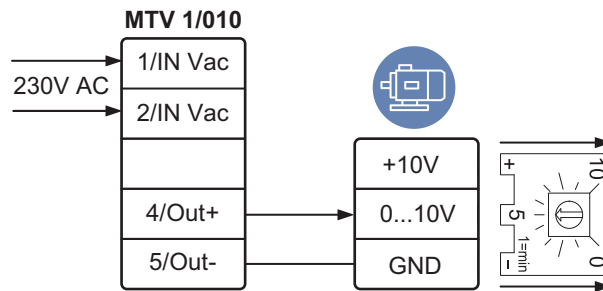 MTV 1/010
1/IN Vac
230V AC
2/IN Vac
4/Out+
5/Out-
+10V
0...10V
GND
+
10
5
1=min
-
0